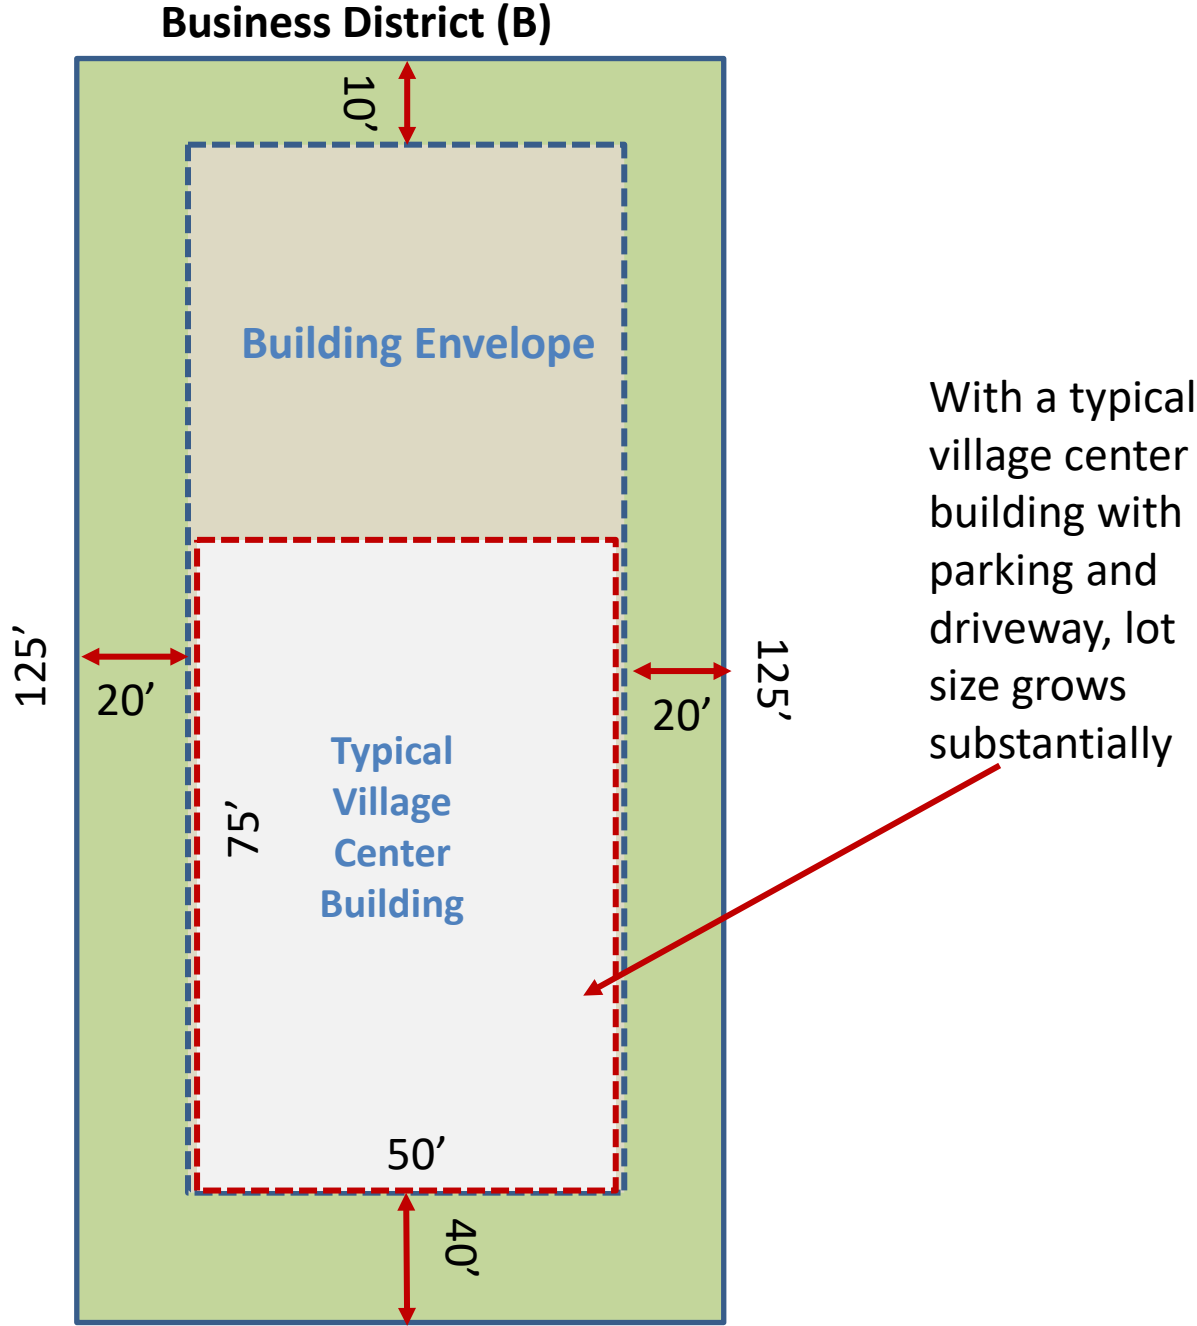 Business District (B)
10’
Building Envelope
With a typical
village center
building with
parking and
driveway, lot
size grows
substantially
125’
20’
20’
125’
Typical
Village
Center
Building
75’
50’
40’